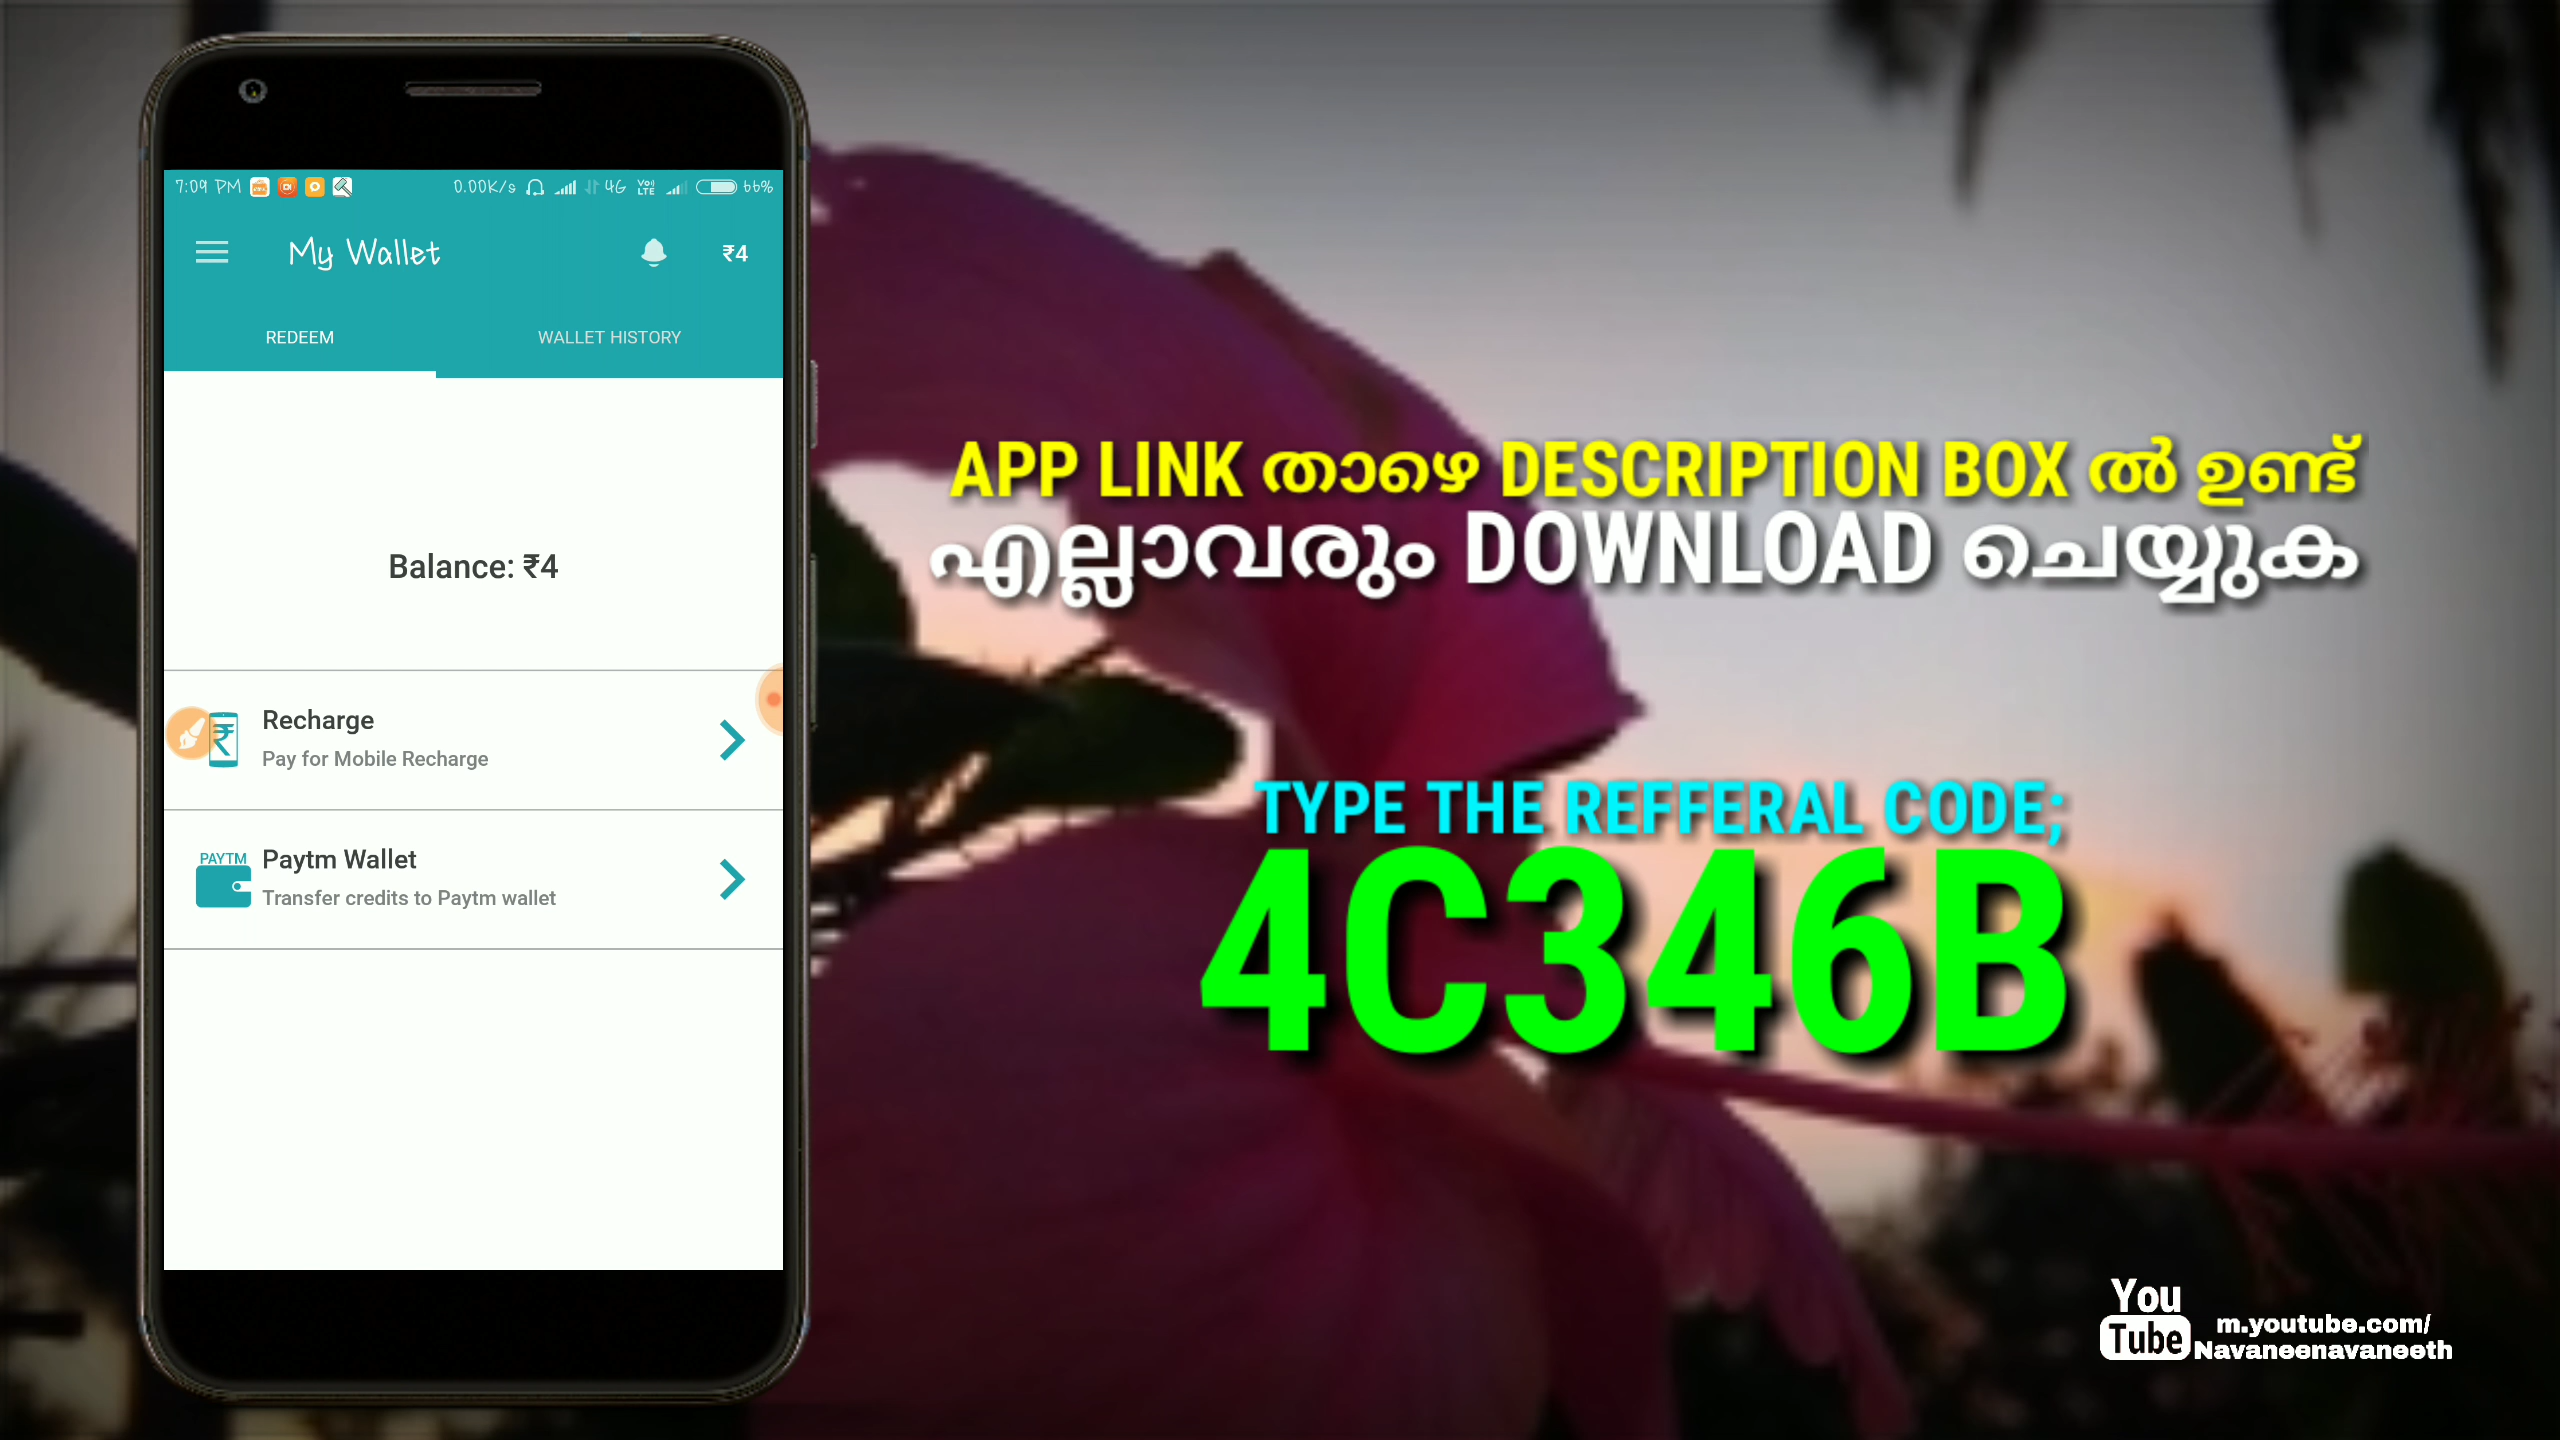 7:09 PM 0.00K/s 4G VoLTE 66%
My Wallet ₹4
REDEEM WALLET HISTORY
Balance: ₹4
Recharge
Pay for Mobile Recharge
PAYTM Paytm Wallet
Transfer credits to Paytm wallet
APP LINK താഴെ DESCRIPTION BOX ൽ ഉണ്ട്
എല്ലാവരും DOWNLOAD ചെയ്യുക
TYPE THE REFFERAL CODE;
4C346B
You
Tube
m.youtube.com/
Navaneenavaneeth